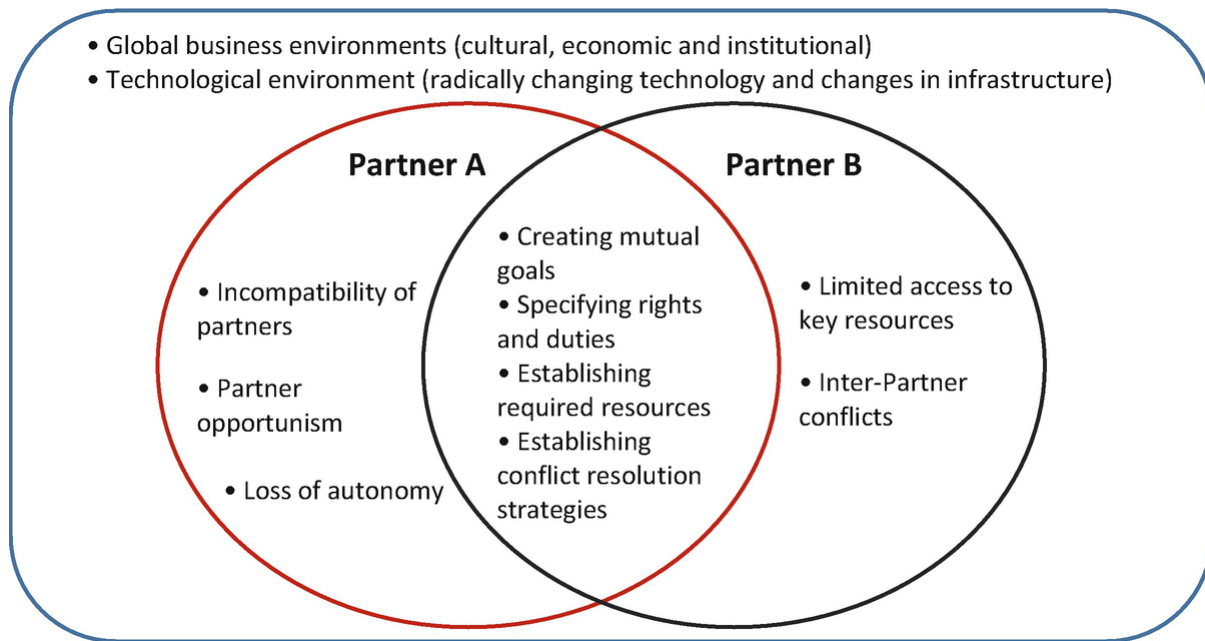 • Global business environments (cultural, economic and institutional)
• Technological environment (radically changing technology and changes in infrastructure)
Partner A
• Incompatibility of
partners
• Partner
opportunism
• Loss of autonomy
• Creating mutual
goals
• Specifying rights
and duties
• Establishing
required resources
• Establishing
conflict resolution
strategies
Partner B
• Limited access to
key resources
• Inter-Partner
conflicts